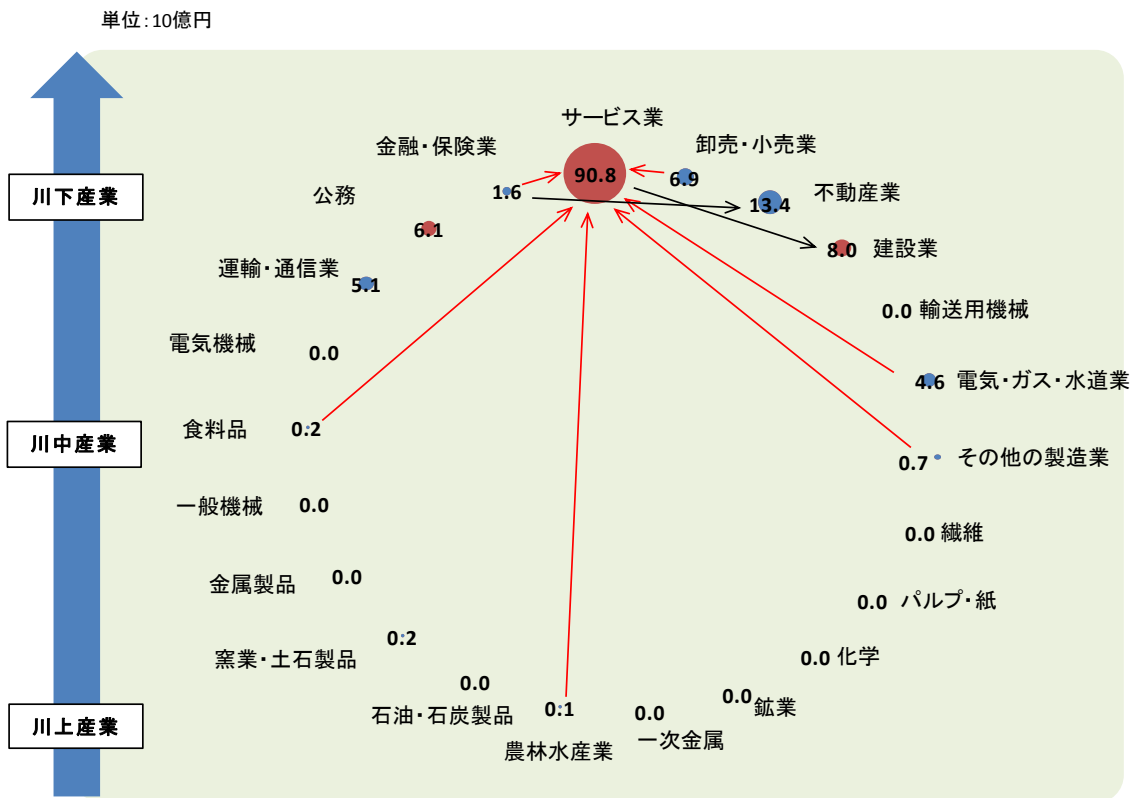 単位：10億円
サービス業
金融・保険業
卸売・小売業
90.8
川下産業
公務
1.6
6.9
不動産業
13.4
6.1
8.0
建設業
運輸・通信業
5.1
0.0
輸送用機械
電気機械
0.0
4.6
電気・ガス・水道業
食料品
0.2
川中産業
0.7
その他の製造業
一般機械
0.0
0.0
繊維
金属製品
0.0
0.0
パルプ・紙
0.2
窯業・土石製品
0.0
化学
0.0
石油・石炭製品
川上産業
0.1
農林水産業
0.0
一次金属
0.0
鉱業